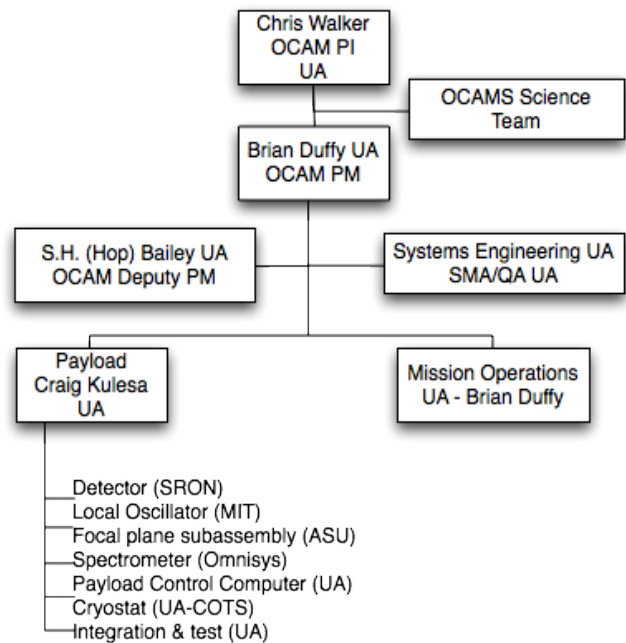 Chris Walker
OCAM PI
UA
OCAMS Science
Team
Brian Duffy UA
OCAM PM
S.H. (Hop) Bailey UA
OCAM Deputy PM
Systems Engineering UA
SMA/QA UA
Payload
Craig Kulesa
UA
Mission Operations
UA - Brian Duffy
Detector (SRON)
Local Oscillator (MIT)
Focal plane subassembly (ASU)
Spectrometer (Omnisys)
Payload Control Computer (UA)
Cryostat (UA-COTS)
Integration & test (UA)